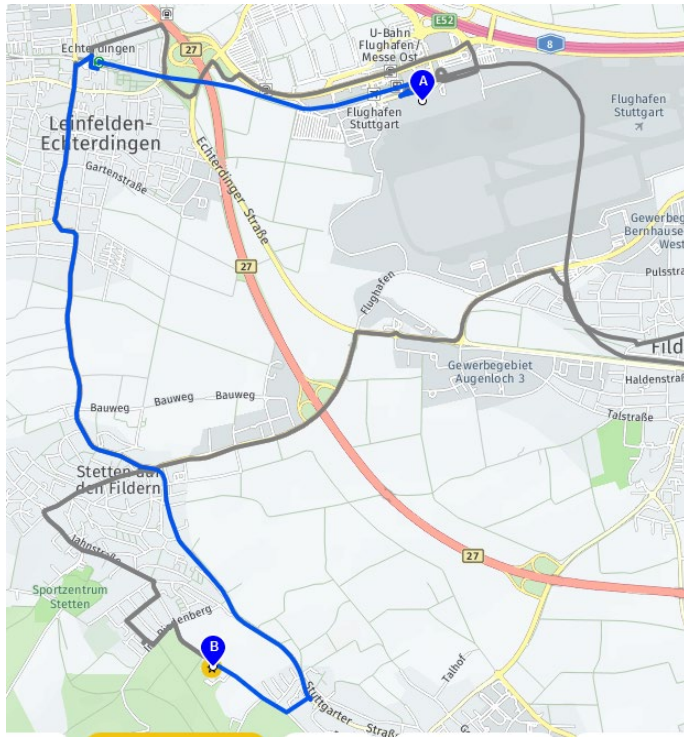 E52
U-Bahn
Flughafen/
Messe Ost
8
Echterdingen
27
C
A
Flughafen
Stuttgart
Flughafen
Stuttgart
Leinfelden-
Echterdingen
Gartenstraße
Echterdinger Straße
27
Gewerbege
Bernhause
West
Pulsstra
Flughafen
Fild
Gewerbegebiet
Augenloch 3
Haldenstraß
Talstraße
Bauweg
Bauweg
Bauweg
Stetten auf
den Fildern
Jahnstraße
27
Sportzentrum
Stetten
B
Talhof
Stuttgarter Straße